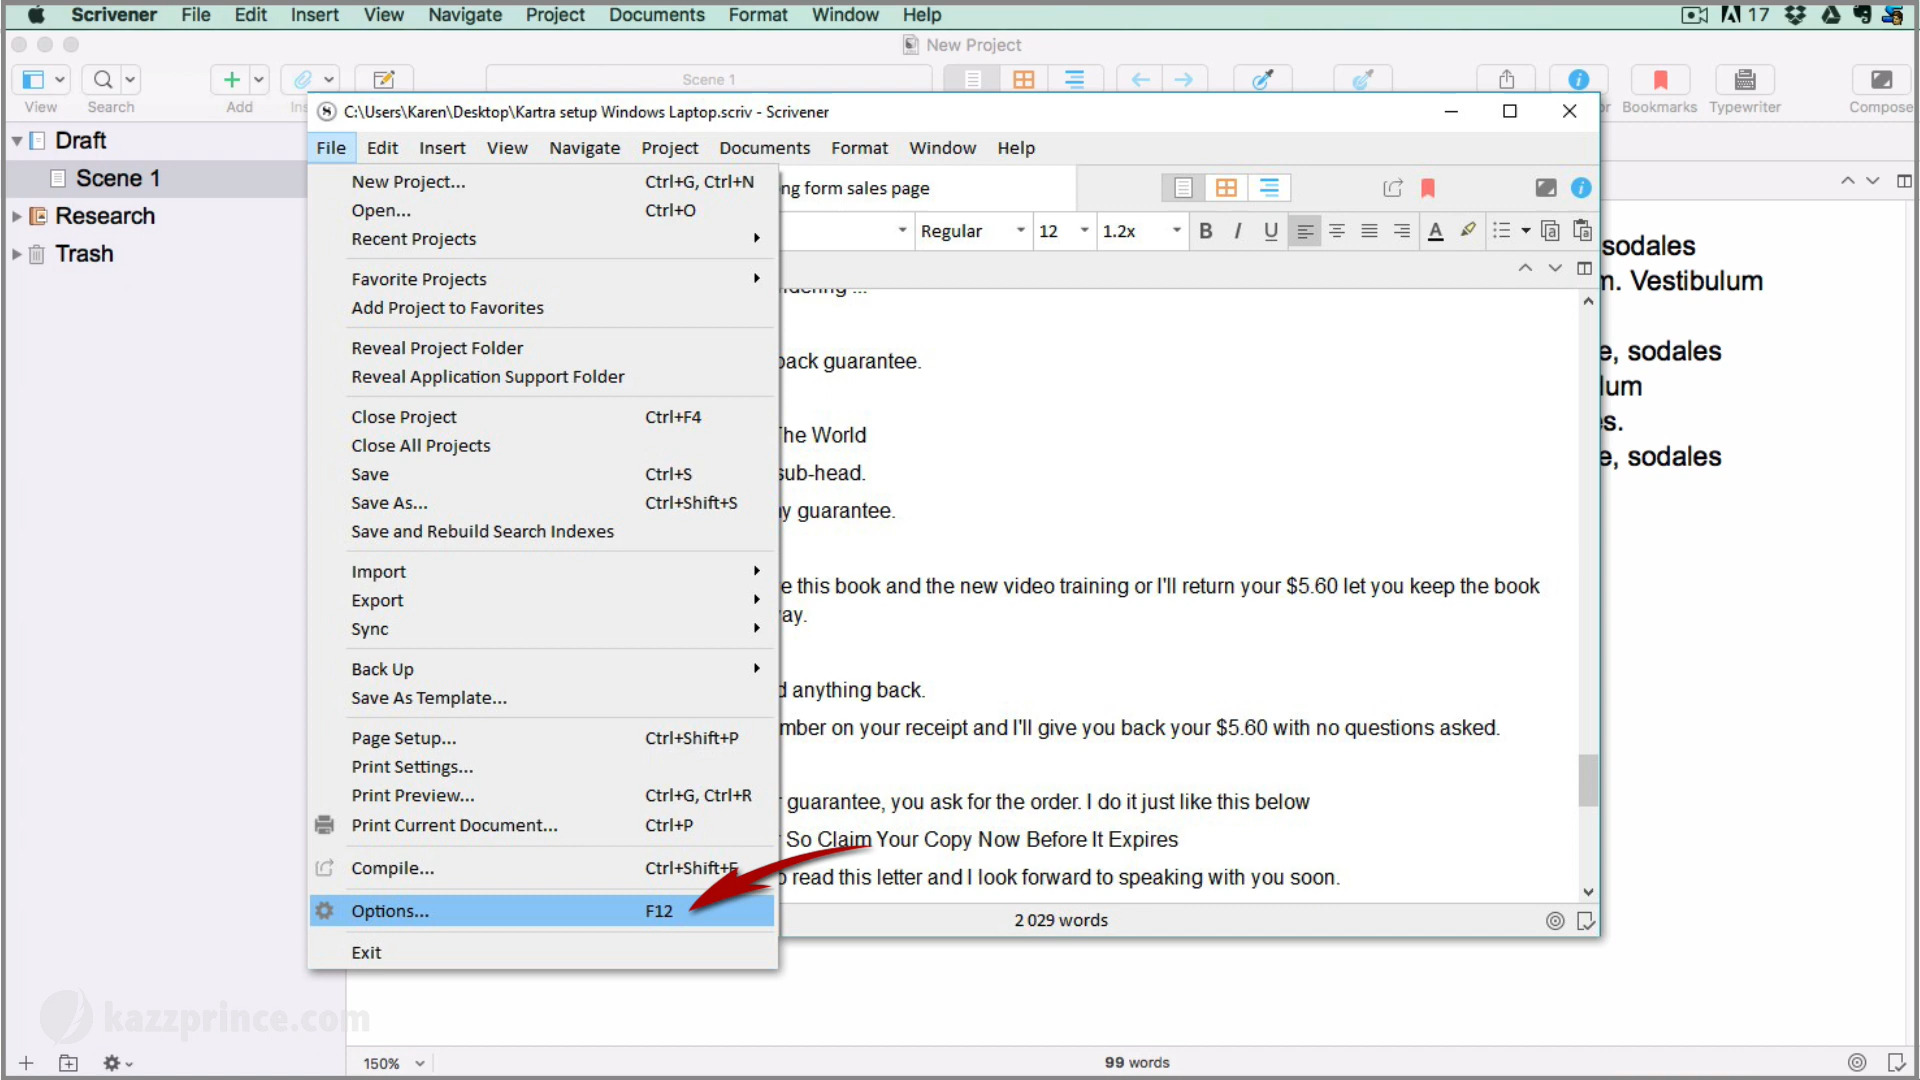 Scrivener File Edit Insert View Navigate Project Documents Format Window Help 17
New Project
Scene 1
View Search Add Bookmarks Typewriter Compose
C:\Users\Karen\Desktop\Kartra setup Windows Laptop.scriv - Scrivener
File Edit Insert View Navigate Project Documents Format Window Help
Draft
Scene 1
Research
Trash
New Project... Ctrl+G, Ctrl+N
Open... Ctrl+O
Recent Projects
Favorite Projects
Add Project to Favorites
Reveal Project Folder
Reveal Application Support Folder
Close Project Ctrl+F4
Close All Projects
Save Ctrl+S
Save As... Ctrl+Shift+S
Save and Rebuild Search Indexes
Import
Export
Sync
Back Up
Save As Template...
Page Setup... Ctrl+Shift+P
Print Settings...
Print Preview... Ctrl+G, Ctrl+R
Print Current Document... Ctrl+P
Compile... Ctrl+Shift+E
Options... F12
Exit
ng form sales page
Regular 12 1.2x B I U A
back guarantee.
The World
sub-head.
guarantee.
this book and the new video training or I'll return your $5.60 let you keep the book
anything back.
on your receipt and I'll give you back your $5.60 with no questions asked.
guarantee, you ask for the order. I do it just like this below
So Claim Your Copy Now Before It Expires
read this letter and I look forward to speaking with you soon.
2 029 words
sodales
Vestibulum
e, sodales
e, sodales
kazzprince.com
150%
99 words